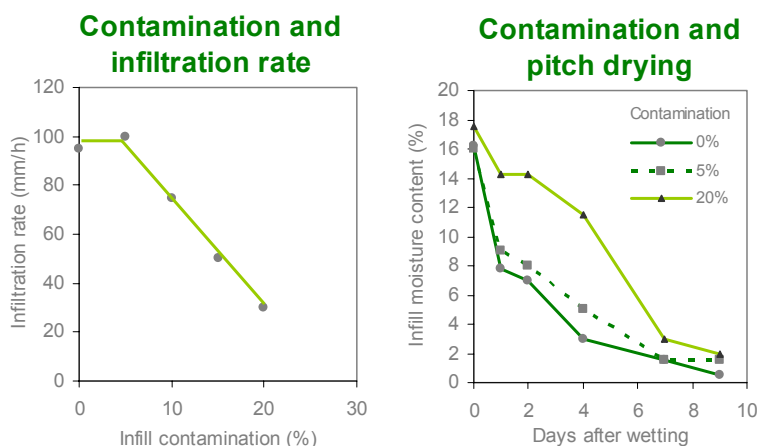 Contamination and
infiltration rate
120
100
80
60
40
20
0
0 10 20 30
Infiltration rate (mm/h)
Infill contamination (%)
Contamination and
pitch drying
20
18
16
14
12
10
8
6
4
2
0
0 2 4 6 8 10
Infill moisture content (%)
Days after wetting
Contamination
0%
5%
20%